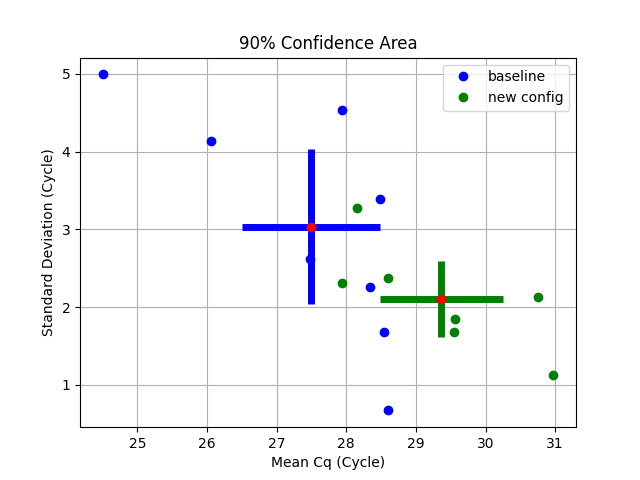 90% Confidence Area
baseline
new config
Standard Deviation (Cycle)
5
4
3
2
1
25 26 27 28 29 30 31
Mean Cq (Cycle)